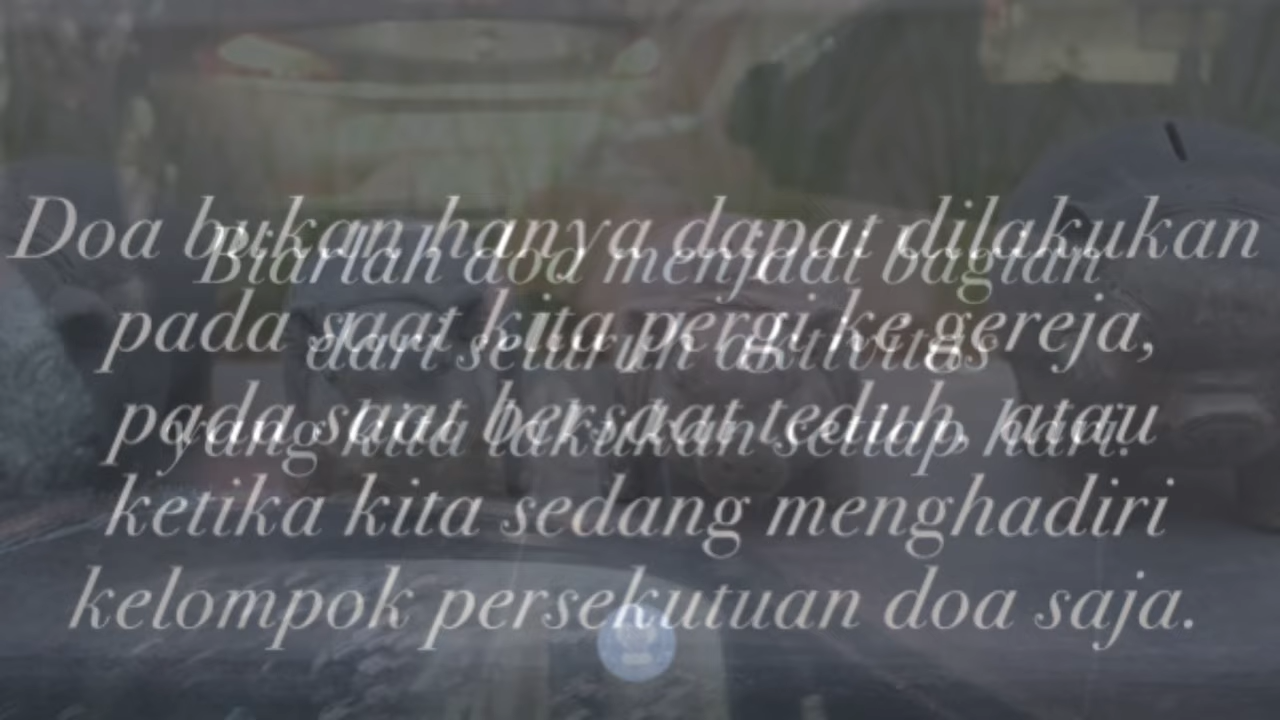 Doa bukan hanya dapat dilakukan
pada saat kita pergi ke gereja,
pada saat bersaat teduh, atau
ketika kita sedang menghadiri
kelompok persekutuan doa saja.
Biarlah doa menjadi bagian
dari seluruh aktivitas
yang kita lakukan setiap hari.